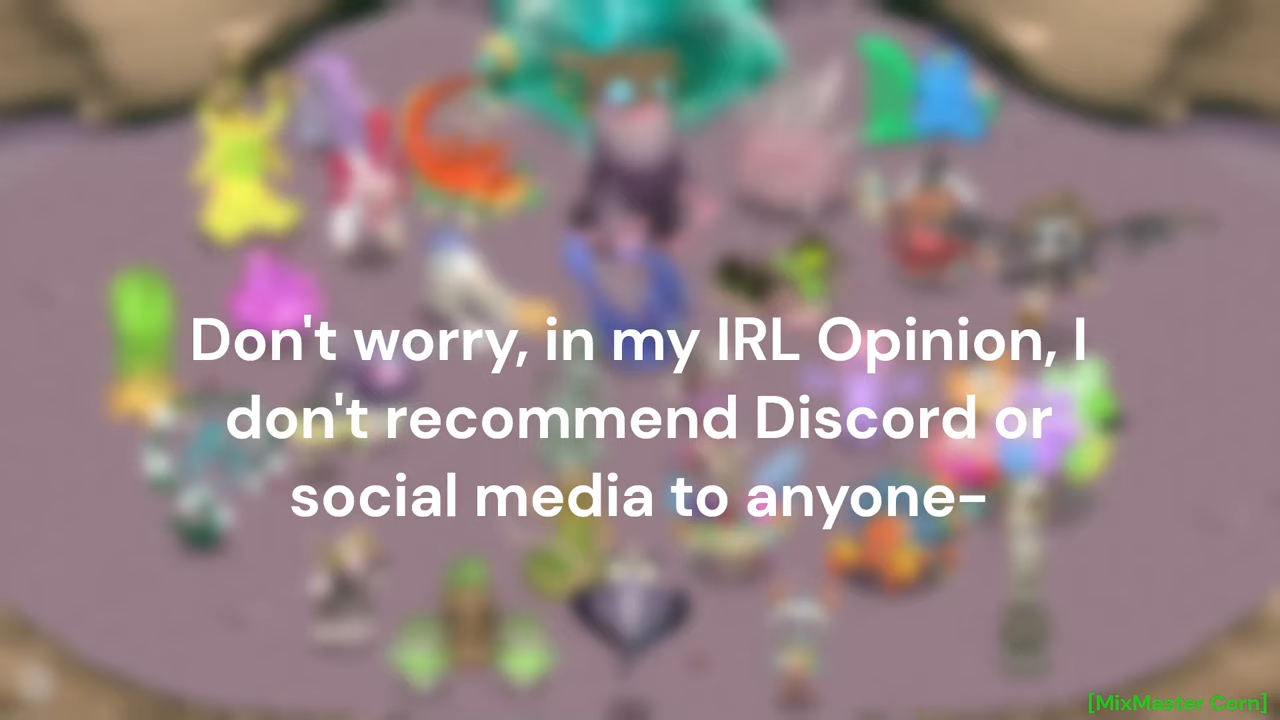 Don't worry, in my IRL Opinion, I
don't recommend Discord or
social media to anyone-
[MixMaster Corn]